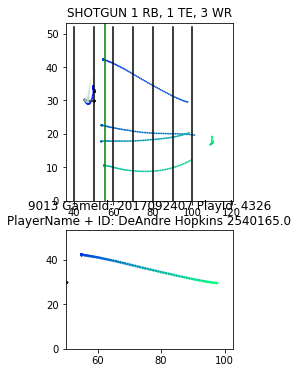 SHOTGUN 1 RB, 1 TE, 3 WR
50
40
30
20
10
0
40 60 80 100 120
9013 GameId: 2017092407 PlayId: 4326
PlayerName + ID: DeAndre Hopkins 2540165.0
40
20
0
60 80 100